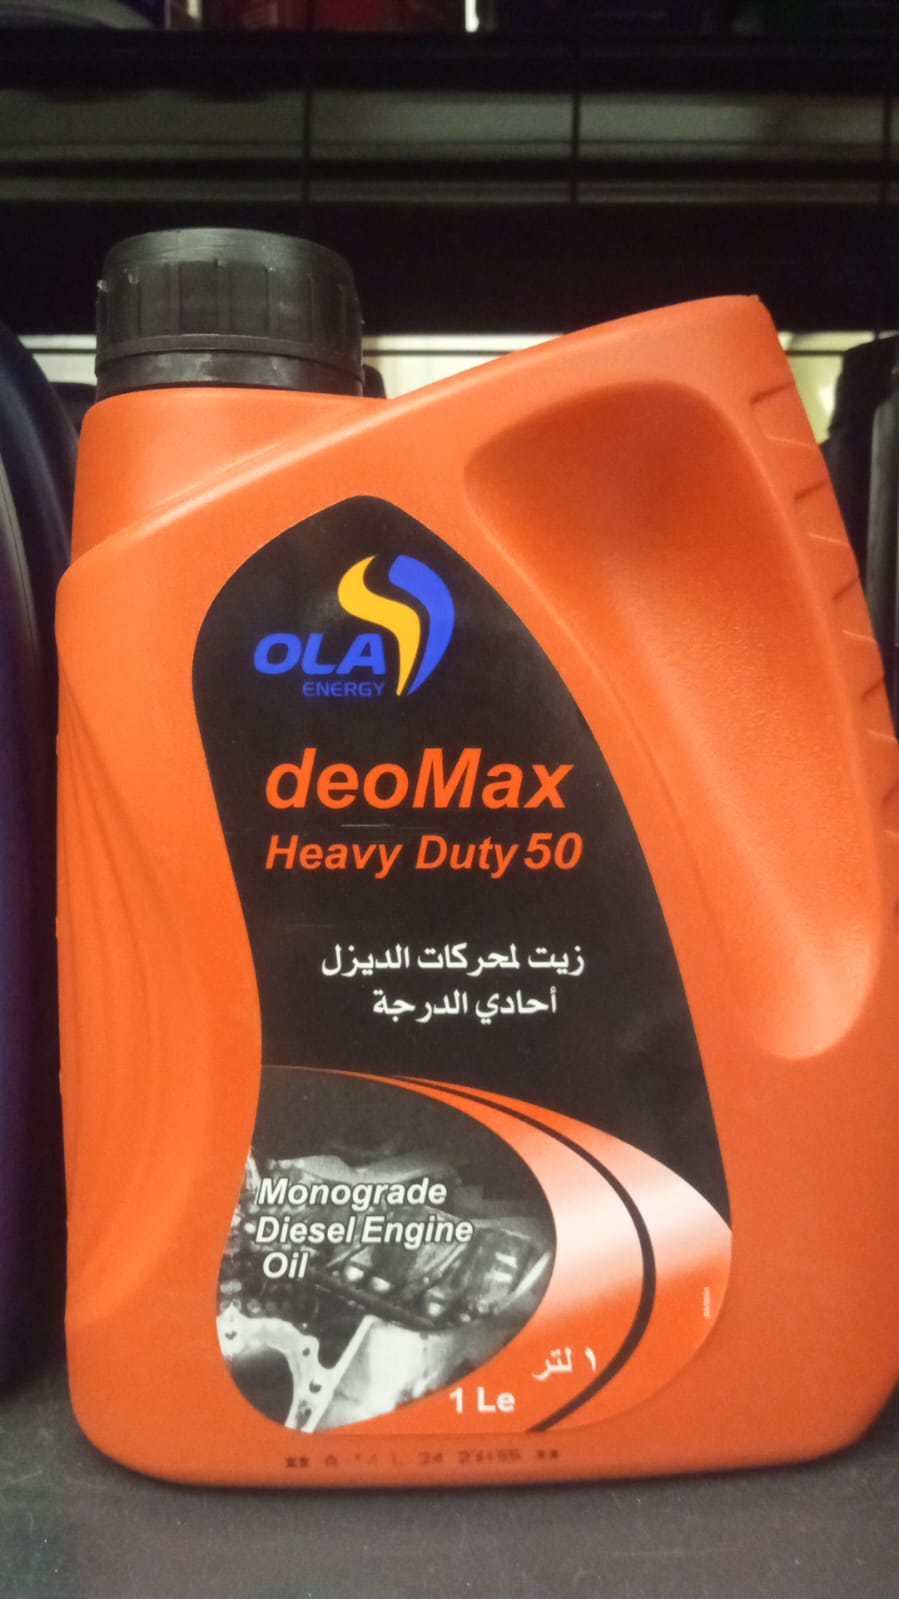 OLA
ENERGY
deoMax
Heavy Duty 50
زيت لمحركات الديزل
أحادي الدرجة
Monograde
Diesel Engine
Oil
١ لتر
1 Le